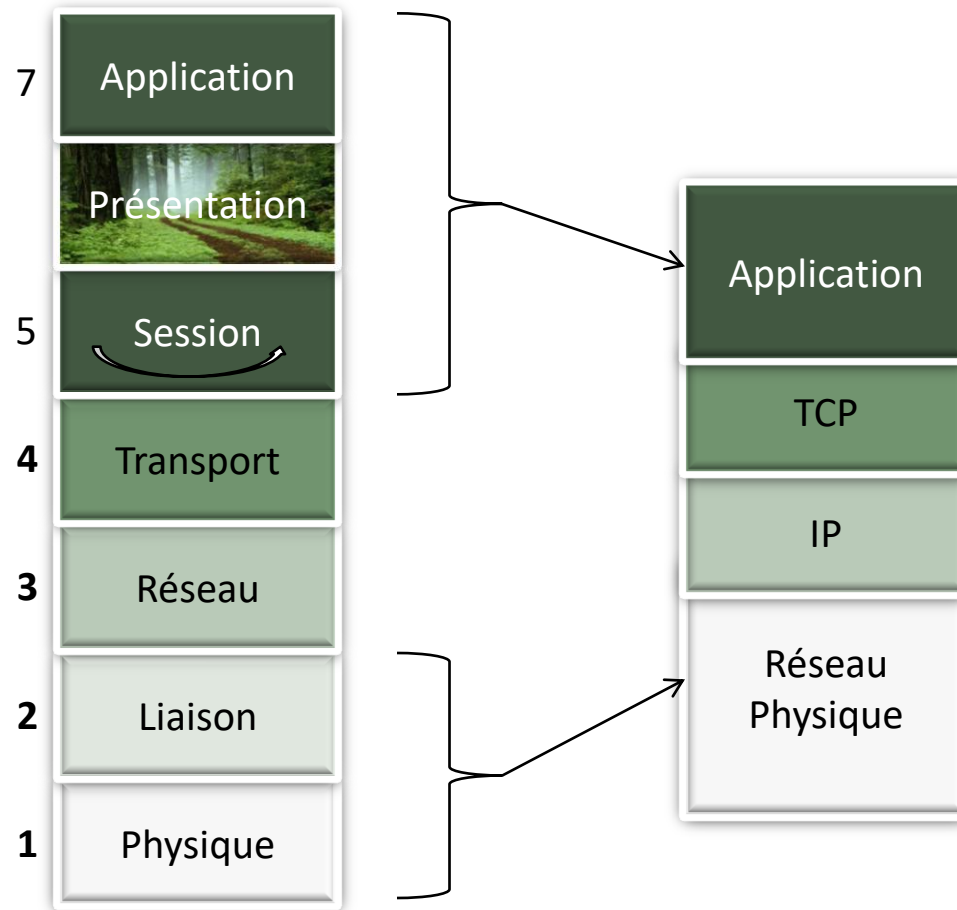 7
Application
Présentation
5
Session
4
Transport
3
Réseau
2
Liaison
1
Physique
Application
TCP
IP
Réseau
Physique